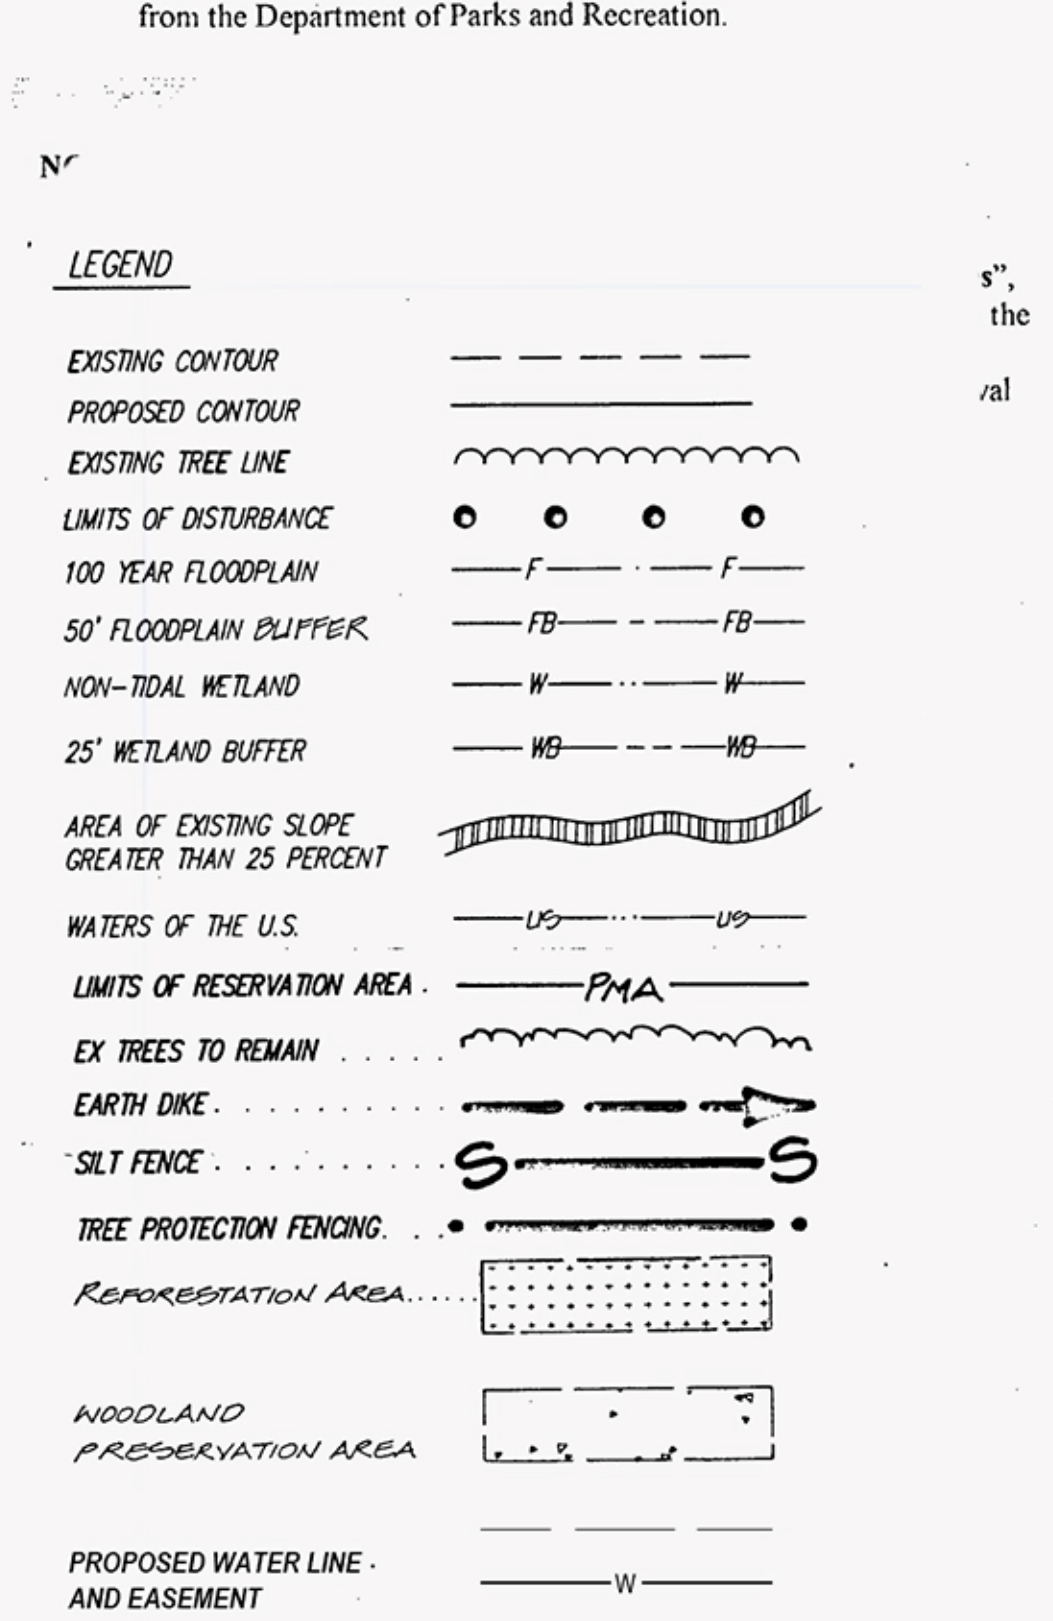 from the Department of Parks and Recreation.
LEGEND
s”,
the
EXISTING CONTOUR
val
PROPOSED CONTOUR
EXISTING TREE LINE
LIMITS OF DISTURBANCE
100 YEAR FLOODPLAIN F F
50' FLOODPLAIN BUFFER FB FB
NON-TIDAL WETLAND W W
25' WETLAND BUFFER WB WB
AREA OF EXISTING SLOPE
GREATER THAN 25 PERCENT
WATERS OF THE U.S. US US
LIMITS OF RESERVATION AREA . PMA
EX TREES TO REMAIN . . . . .
EARTH DIKE. . . . . . . . . .
SILT FENCE . . . . . . . . . . S S
TREE PROTECTION FENCING. . .
REFORESTATION AREA......
WOODLAND
PRESERVATION AREA
PROPOSED WATER LINE
AND EASEMENT W